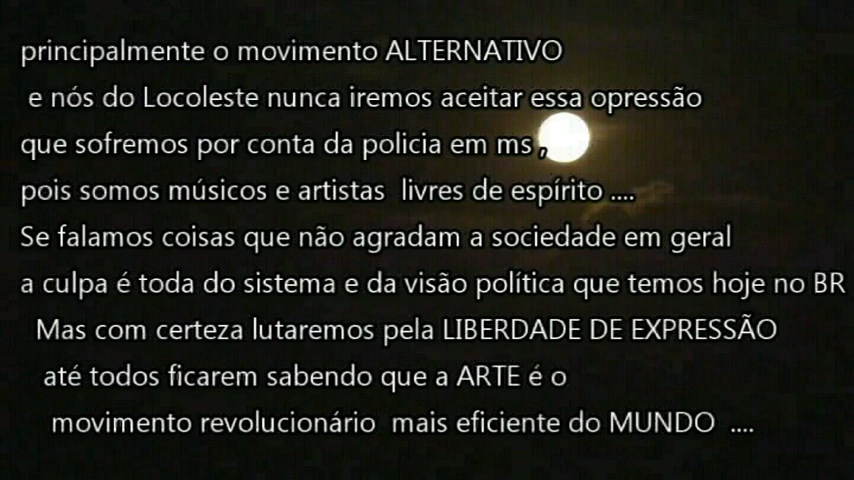 principalmente o movimento ALTERNATIVO
e nós do Locoleste nunca iremos aceitar essa opressão
que sofremos por conta da policia em ms ,
pois somos músicos e artistas livres de espírito ....
Se falamos coisas que não agradam a sociedade em geral
a culpa é toda do sistema e da visão política que temos hoje no BR
Mas com certeza lutaremos pela LIBERDADE DE EXPRESSÃO
até todos ficarem sabendo que a ARTE é o
movimento revolucionário mais eficiente do MUNDO ....